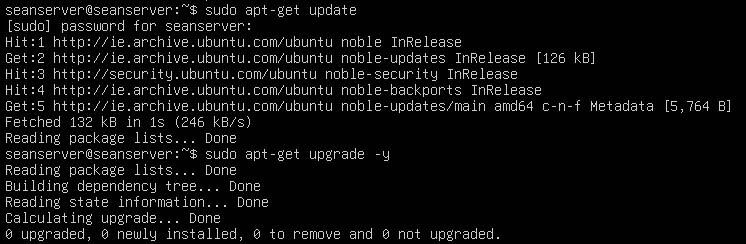 seanserver@seanserver:~$ sudo apt-get update
[sudo] password for seanserver:
Hit:1 http://ie.archive.ubuntu.com/ubuntu noble InRelease
Get:2 http://ie.archive.ubuntu.com/ubuntu noble-updates InRelease [126 kB]
Hit:3 http://security.ubuntu.com/ubuntu noble-security InRelease
Hit:4 http://ie.archive.ubuntu.com/ubuntu noble-backports InRelease
Get:5 http://ie.archive.ubuntu.com/ubuntu noble-updates/main amd64 c-n-f Metadata [5,764 B]
Fetched 132 kB in 1s (246 kB/s)
Reading package lists... Done
seanserver@seanserver:~$ sudo apt-get upgrade -y
Reading package lists... Done
Building dependency tree... Done
Reading state information... Done
Calculating upgrade... Done
0 upgraded, 0 newly installed, 0 to remove and 0 not upgraded.